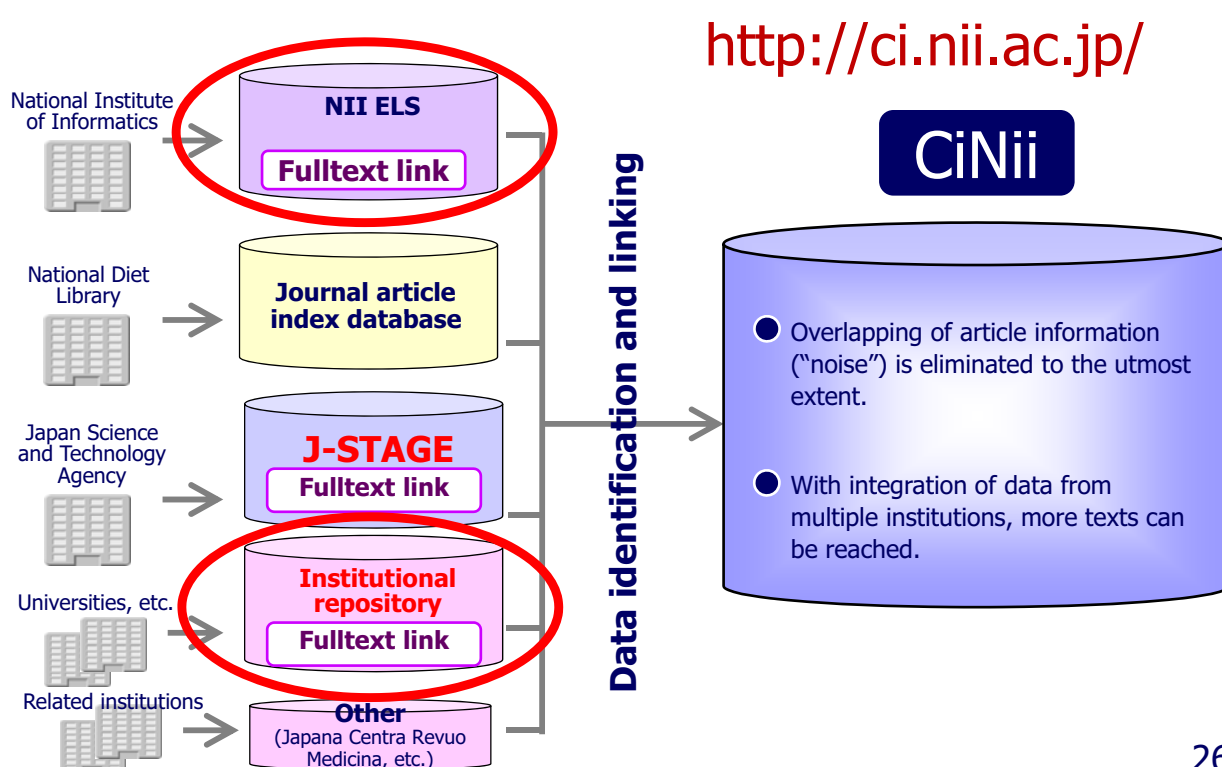 http://ci.nii.ac.jp/
National Institute
of Informatics
NII ELS
Fulltext link
National Diet
Library
Journal article
index database
Japan Science
and Technology
Agency
J-STAGE
Fulltext link
Universities, etc.
Institutional
repository
Fulltext link
Related institutions
Other
(Japana Centra Revuo
Medicina, etc.)
Data identification and linking
CiNii
Overlapping of article information
(“noise”) is eliminated to the utmost
extent.
With integration of data from
multiple institutions, more texts can
be reached.
26